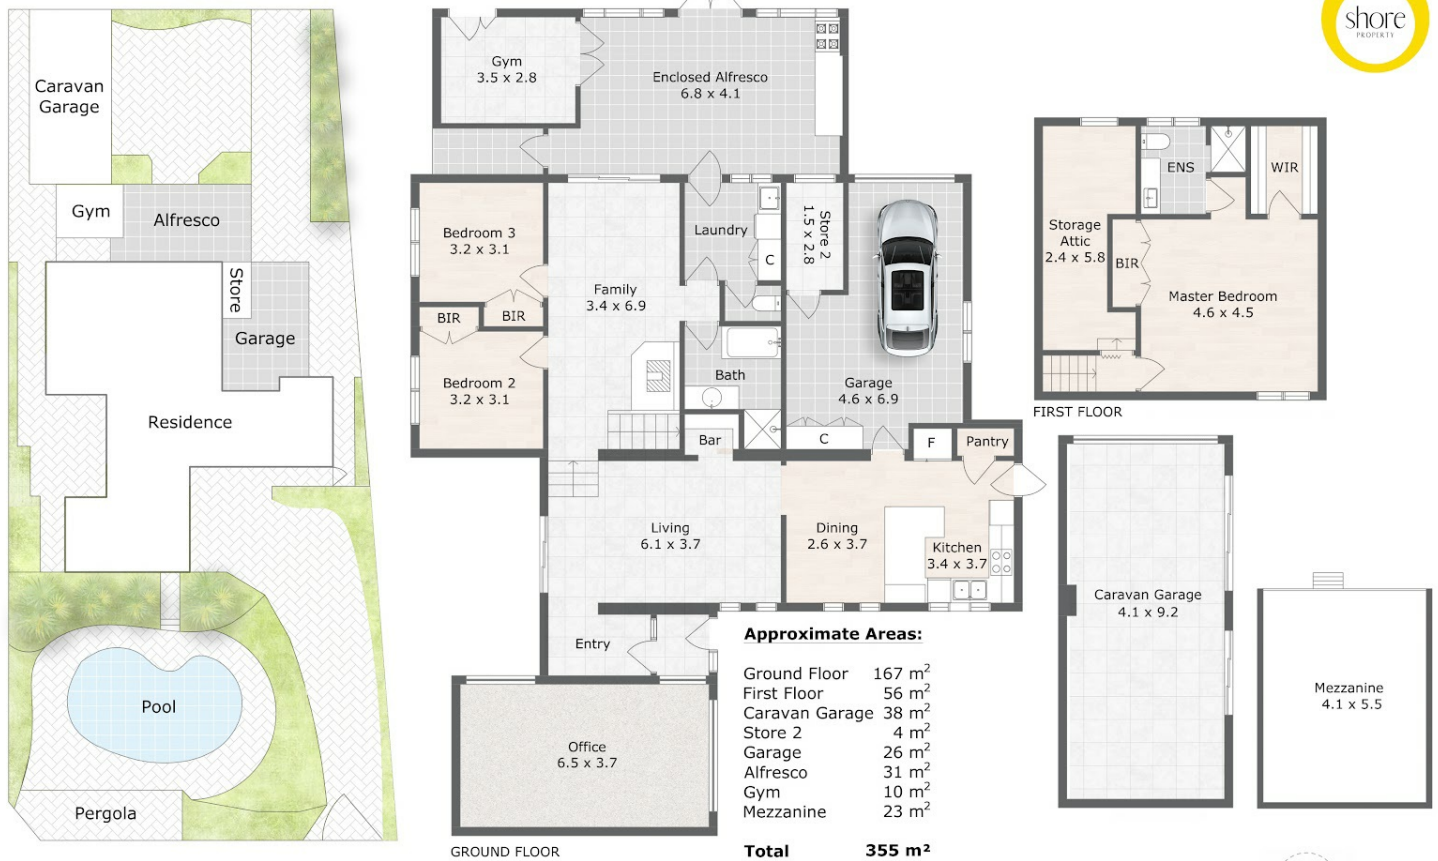 shore
PROPERTY
Caravan
Garage
Gym
Alfresco
Store
Garage
Residence
Pool
Pergola
Gym
3.5 x 2.8
Enclosed Alfresco
6.8 x 4.1
Bedroom 3
3.2 x 3.1
BIR
BIR
Bedroom 2
3.2 x 3.1
Family
3.4 x 6.9
Laundry
C
Store 2
1.5 x 2.8
Bath
Bar
Garage
4.6 x 6.9
C
F
Pantry
Living
6.1 x 3.7
Dining
2.6 x 3.7
Kitchen
3.4 x 3.7
Entry
Office
6.5 x 3.7
GROUND FLOOR
Approximate Areas:
Ground Floor 167 m²
First Floor 56 m²
Caravan Garage 38 m²
Store 2 4 m²
Garage 26 m²
Alfresco 31 m²
Gym 10 m²
Mezzanine 23 m²
Total 355 m²
ENS
WIR
Storage
Attic
2.4 x 5.8
BIR
Master Bedroom
4.6 x 4.5
FIRST FLOOR
Caravan Garage
4.1 x 9.2
Mezzanine
4.1 x 5.5